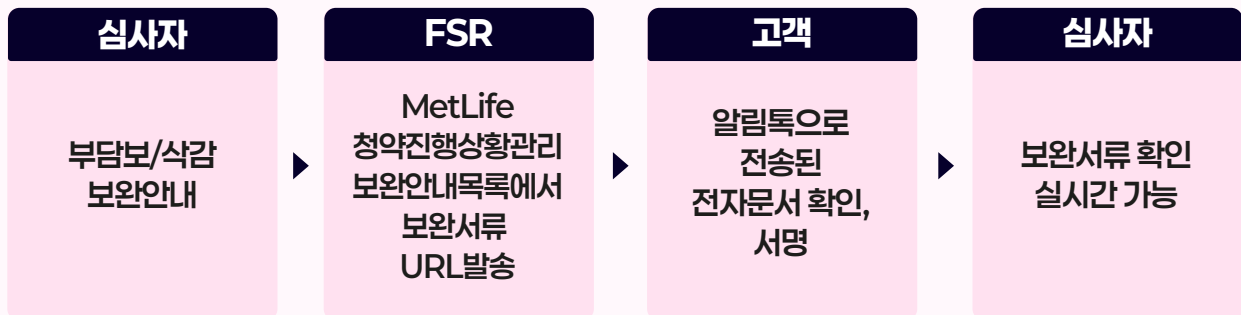 심사자
부담보/삭감
보완안내
FSR
MetLife
청약진행상황관리
보완안내목록에서
보완서류
URL발송
고객
알림톡으로
전송된
전자문서 확인,
서명
심사자
보완서류 확인
실시간 가능